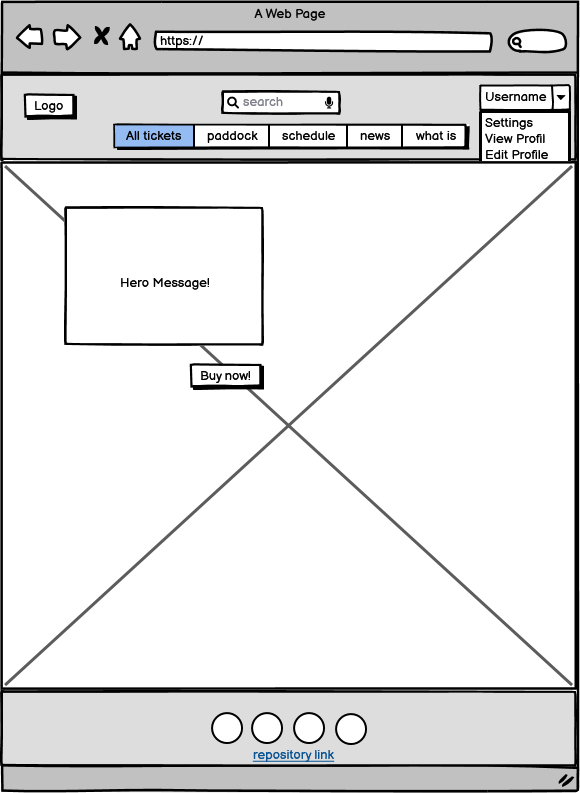 A Web Page
https://
search
Logo
Username
All tickets
paddock
schedule
news
what is
Settings
View Profil
Edit Profile
Hero Message!
Buy now!
repository link